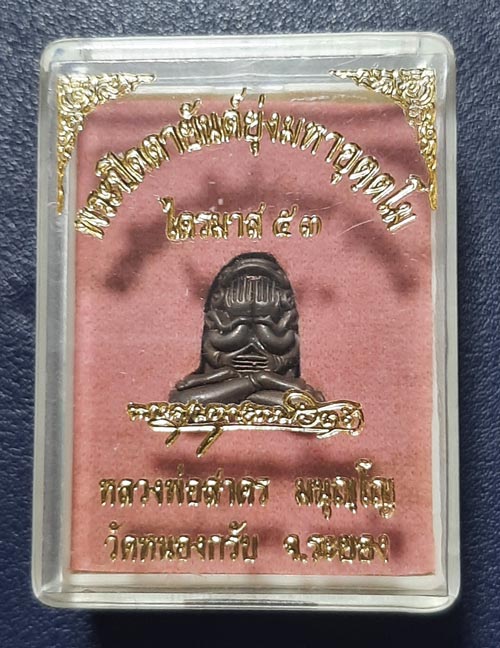 พระปิดตายันต์ยุ่งมหาอุตตโม
ไตรมาส ๕๓
หลวงพ่อสาคร มนุญฺโญ
วัดหนองกรับ จ.ระยอง